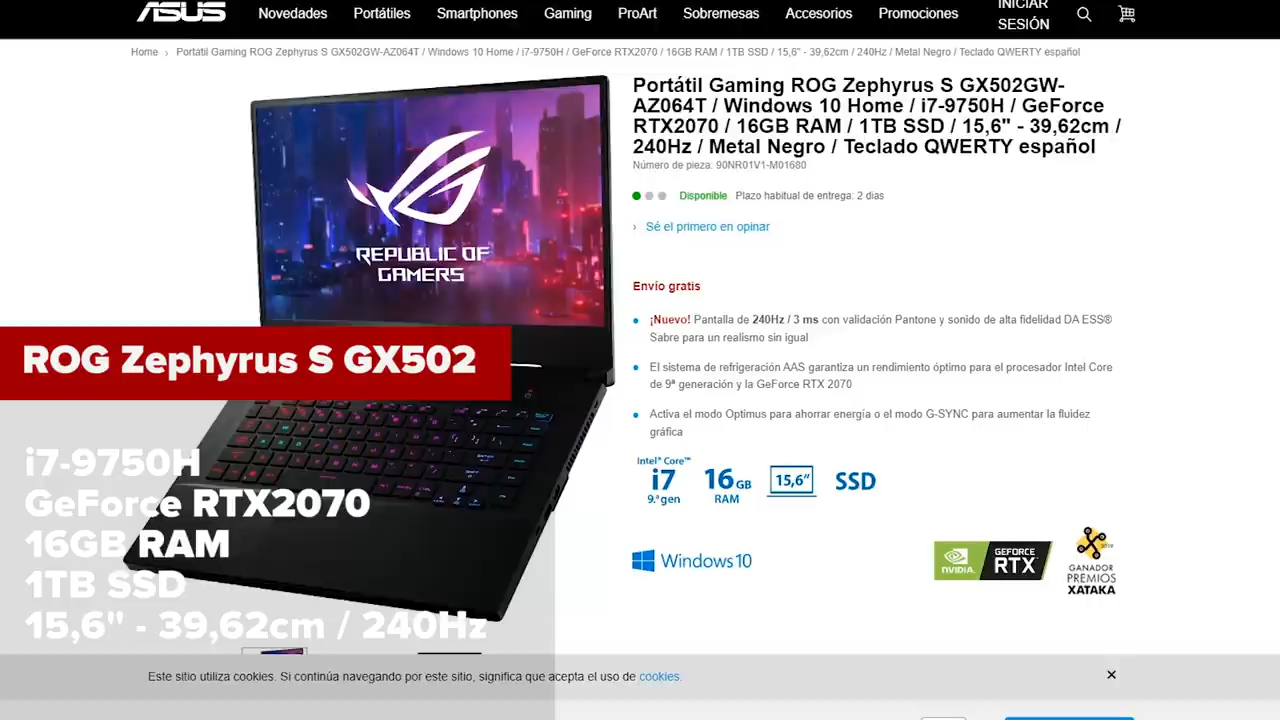 ASUS
Novedades Portátiles Smartphones Gaming ProArt Sobremesas Accesorios Promociones INICIAR SESIÓN
Home › Portátil Gaming ROG Zephyrus S GX502GW-AZ064T / Windows 10 Home / i7-9750H / GeForce RTX2070 / 16GB RAM / 1TB SSD / 15,6" - 39,62cm / 240Hz / Metal Negro / Teclado QWERTY español
Portátil Gaming ROG Zephyrus S GX502GW-
AZ064T / Windows 10 Home / i7-9750H / GeForce
RTX2070 / 16GB RAM / 1TB SSD / 15,6" - 39,62cm /
240Hz / Metal Negro / Teclado QWERTY español
Número de pieza: 90NR01V1-M01680
Disponible Plazo habitual de entrega: 2 dias
› Sé el primero en opinar
REPUBLIC OF
GAMERS
Envío gratis
¡Nuevo! Pantalla de 240Hz / 3 ms con validación Pantone y sonido de alta fidelidad DA ESS®
Sabre para un realismo sin igual
El sistema de refrigeración AAS garantiza un rendimiento óptimo para el procesador Intel Core
de 9ª generación y la GeForce RTX 2070
Activa el modo Optimus para ahorrar energía o el modo G-SYNC para aumentar la fluidez
gráfica
ROG Zephyrus S GX502
i7-9750H
GeForce RTX2070
16GB RAM
1TB SSD
15,6" - 39,62cm / 240Hz
Intel® Core™
i7
9.ª gen
16 GB
RAM
15,6"
SSD
Windows 10
NVIDIA.
GEFORCE
RTX
GANADOR
PREMIOS
XATAKA
Este sitio utiliza cookies. Si continúa navegando por este sitio, significa que acepta el uso de cookies.